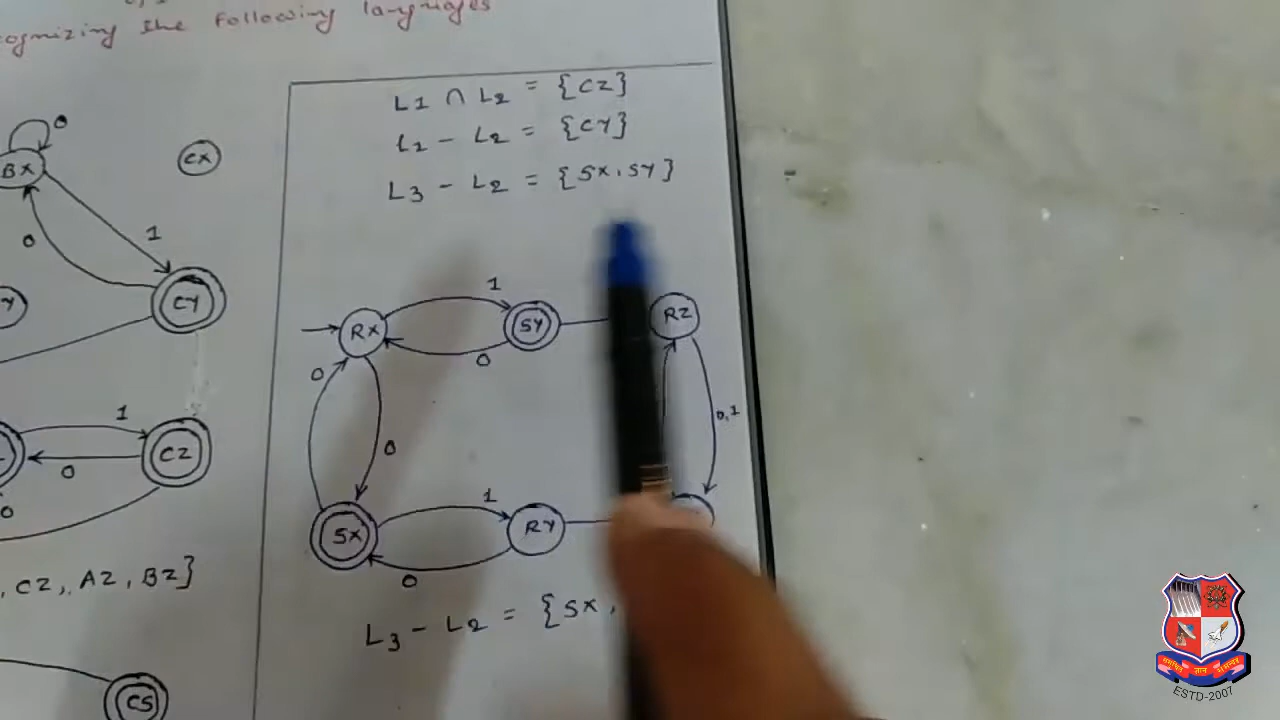 ognizing the following languages
L1 ∩ L2 = {CZ}
L1 - L2 = {CY}
L3 - L2 = {SX, SY}
0
BX
CX
1
0
Y
CY
1
RX
SY
RZ
0
0
0
0,1
1
CZ
0
0
1
SX
RY
0
, CZ, AZ, BZ}
L3 - L2 = {SX,
CS
ESTD-2007